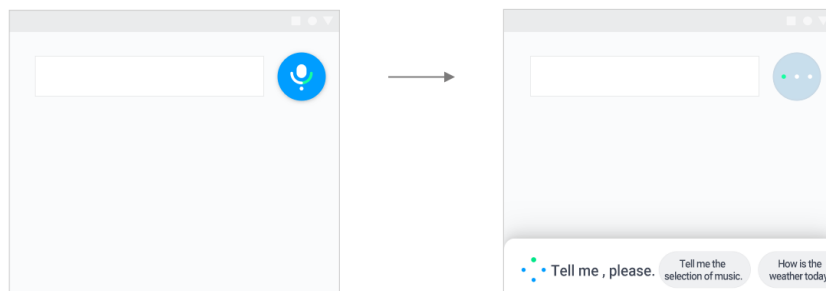 Tell me , please.
Tell me the
selection of music.
How is the
weather today